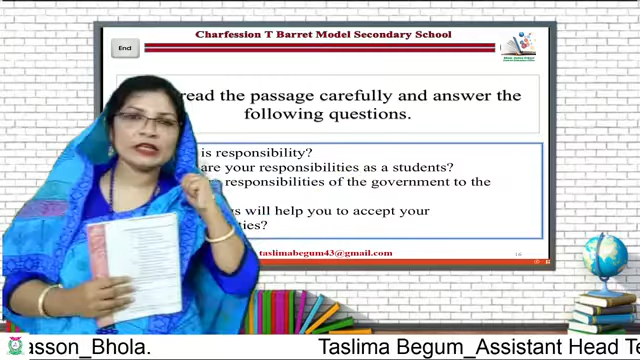 Charfession T Barret Model Secondary School
End
read the passage carefully and answer the
following questions.
is responsibility?
are your responsibilities as a students?
responsibilities of the government to the
will help you to accept your
ties?
taslimabegum43@gmail.com
16
asson_Bhola.
Taslima Begum_Assistant Head Te